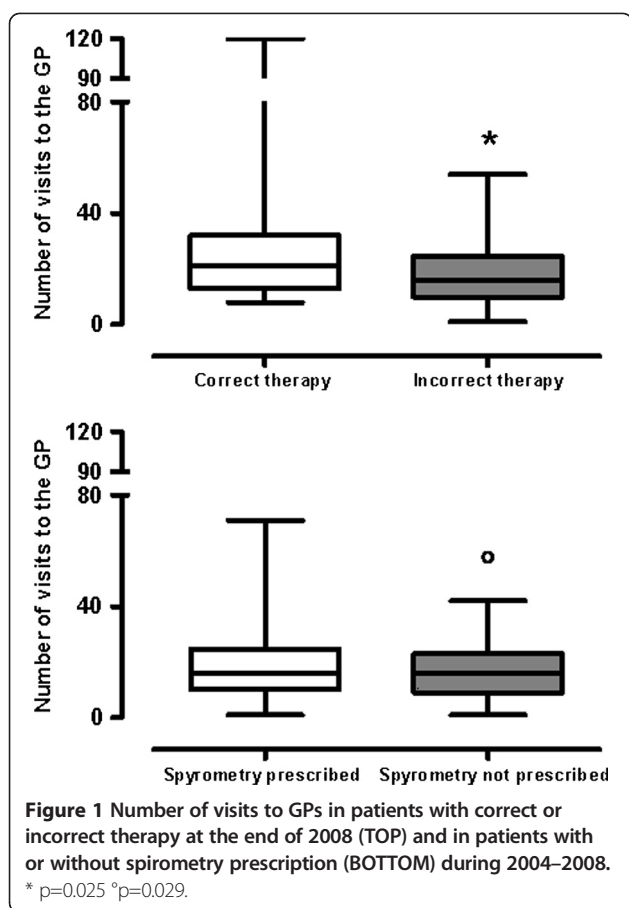 Number of visits to the GP
120
90
80
40
0
*
Correct therapy
Incorrect therapy
Number of visits to the GP
120
90
80
40
0
°
Spyrometry prescribed
Spyrometry not prescribed
Figure 1 Number of visits to GPs in patients with correct or
incorrect therapy at the end of 2008 (TOP) and in patients with
or without spirometry prescription (BOTTOM) during 2004–2008.
* p=0.025 °p=0.029.